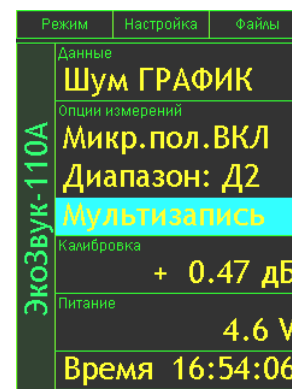 Режим Настройка Файлы
Данные
Шум ГРАФИК
Опции измерений
Микр.пол.ВКЛ
Диапазон: Д2
Мультизапись
Калибровка
+ 0.47 дБ
Питание
4.6 V
Время 16:54:06
ЭкоЗвук-110А